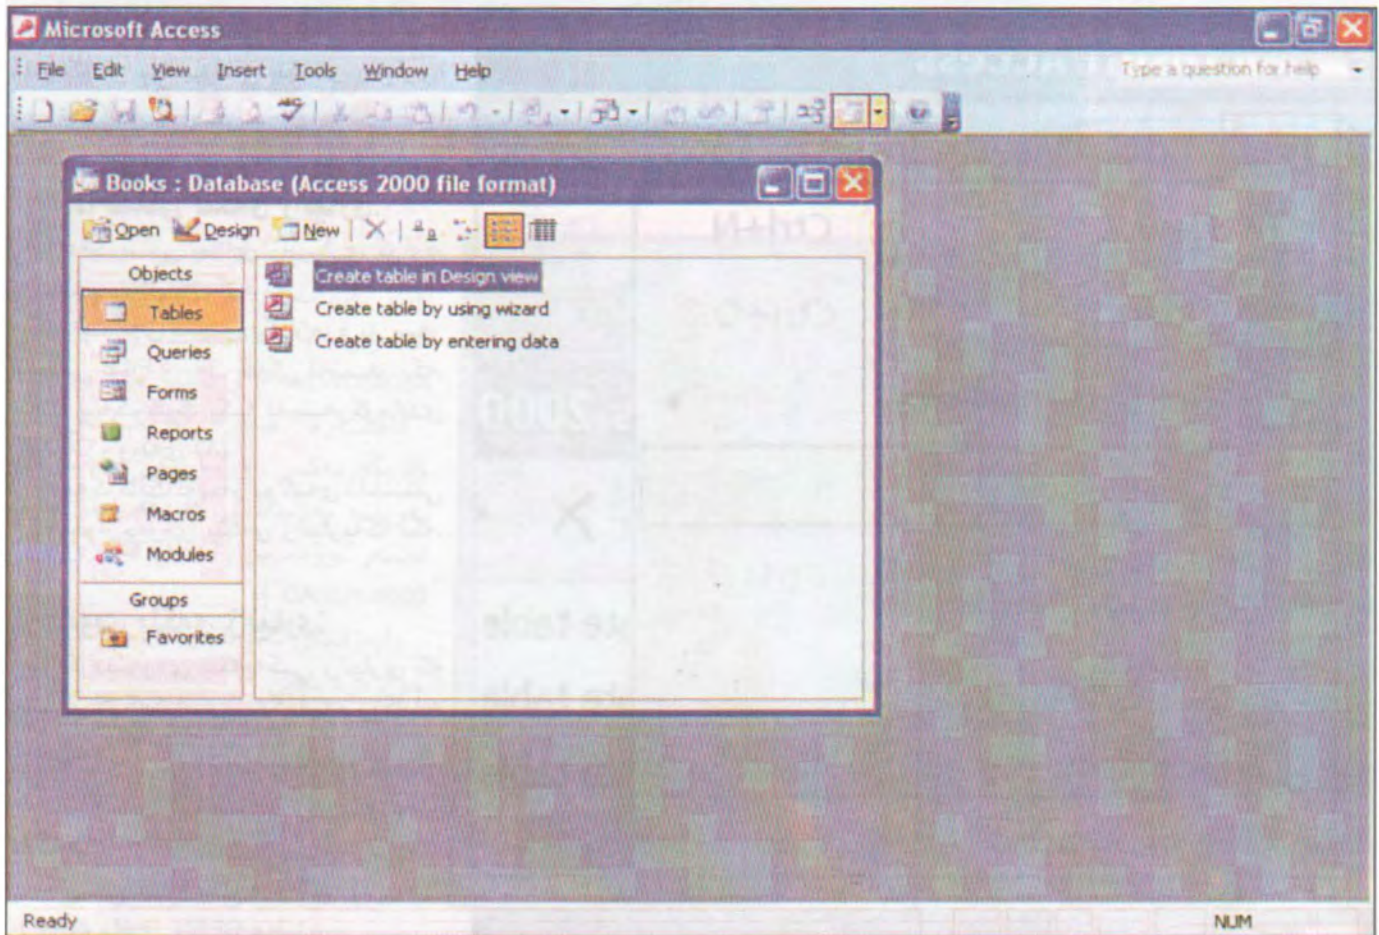 Microsoft Access
File Edit View Insert Tools Window Help
Type a question for help
Books : Database (Access 2000 file format)
Open Design New
Objects
Tables
Queries
Forms
Reports
Pages
Macros
Modules
Groups
Favorites
Create table in Design view
Create table by using wizard
Create table by entering data
Ready
NUM